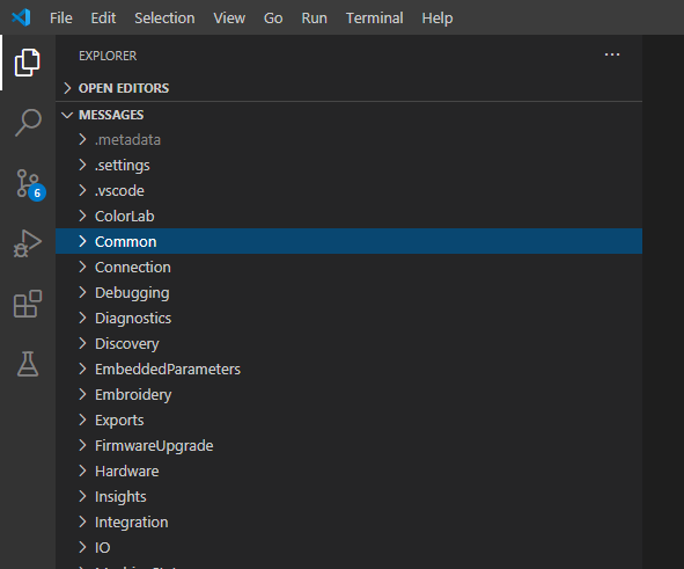 File Edit Selection View Go Run Terminal Help
EXPLORER ...
OPEN EDITORS
MESSAGES
.metadata
.settings
.vscode
6
ColorLab
Common
Connection
Debugging
Diagnostics
Discovery
EmbeddedParameters
Embroidery
Exports
FirmwareUpgrade
Hardware
Insights
Integration
IO